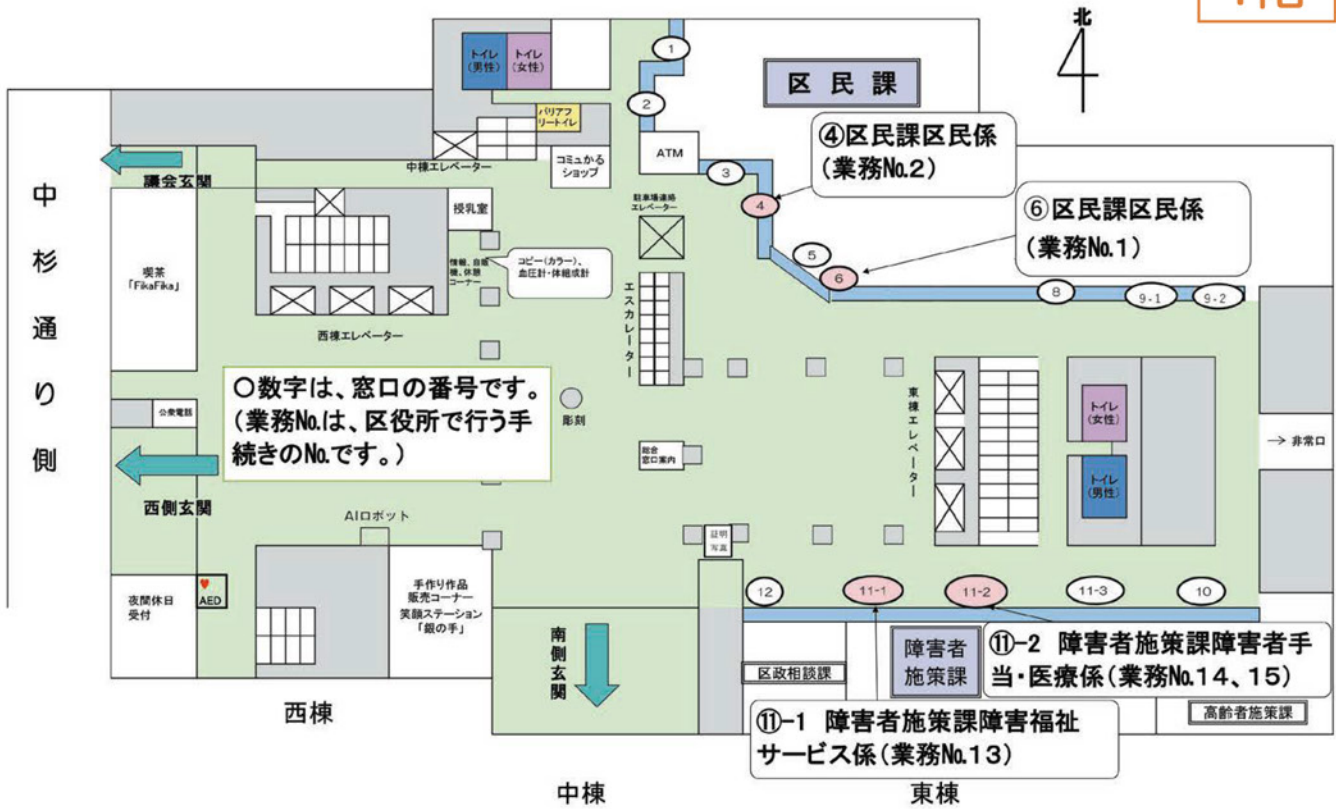 北
トイレ
(男性)
トイレ
(女性)
バリアフ
リートイレ
中棟エレベーター
コミュかる
ショップ
1
2
ATM
3
4
5
6
8
9-1
9-2
区民課
④区民課区民係
(業務No.2)
⑥区民課区民係
(業務No.1)
中杉通り側
議会玄関
授乳室
駐車場連絡
エレベーター
喫茶
「FikaFika」
情報、自販
機、休憩
コーナー
コピー(カラー)、
血圧計・体組成計
西棟エレベーター
エスカレーター
〇数字は、窓口の番号です。
(業務No.は、区役所で行う手
続きのNo.です。)
公衆電話
彫刻
総合
窓口案内
東棟エレベーター
トイレ
(女性)
トイレ
(男性)
→ 非常口
西側玄関
AIロボット
証明
写真
夜間休日
受付
AED
手作り作品
販売コーナー
笑顔ステーション
「銀の手」
南側玄関
12
11-1
11-2
11-3
10
区政相談課
障害者
施策課
⑪-2 障害者施策課障害者手
当・医療係(業務No.14、15)
高齢者施策課
⑪-1 障害者施策課障害福祉
サービス係(業務No.13)
西棟
中棟
東棟